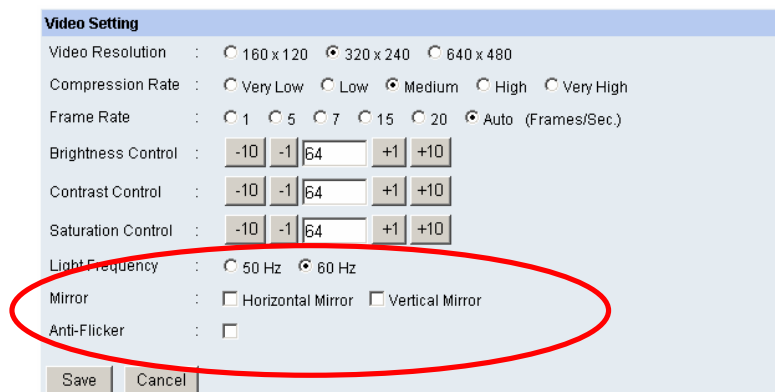 Video Setting
Video Resolution : 160 x 120 320 x 240 640 x 480
Compression Rate : Very Low Low Medium High Very High
Frame Rate : 1 5 7 15 20 Auto (Frames/Sec.)
Brightness Control : -10 -1 64 +1 +10
Contrast Control : -10 -1 64 +1 +10
Saturation Control : -10 -1 64 +1 +10
Light Frequency : 50 Hz 60 Hz
Mirror : Horizontal Mirror Vertical Mirror
Anti-Flicker :
Save Cancel